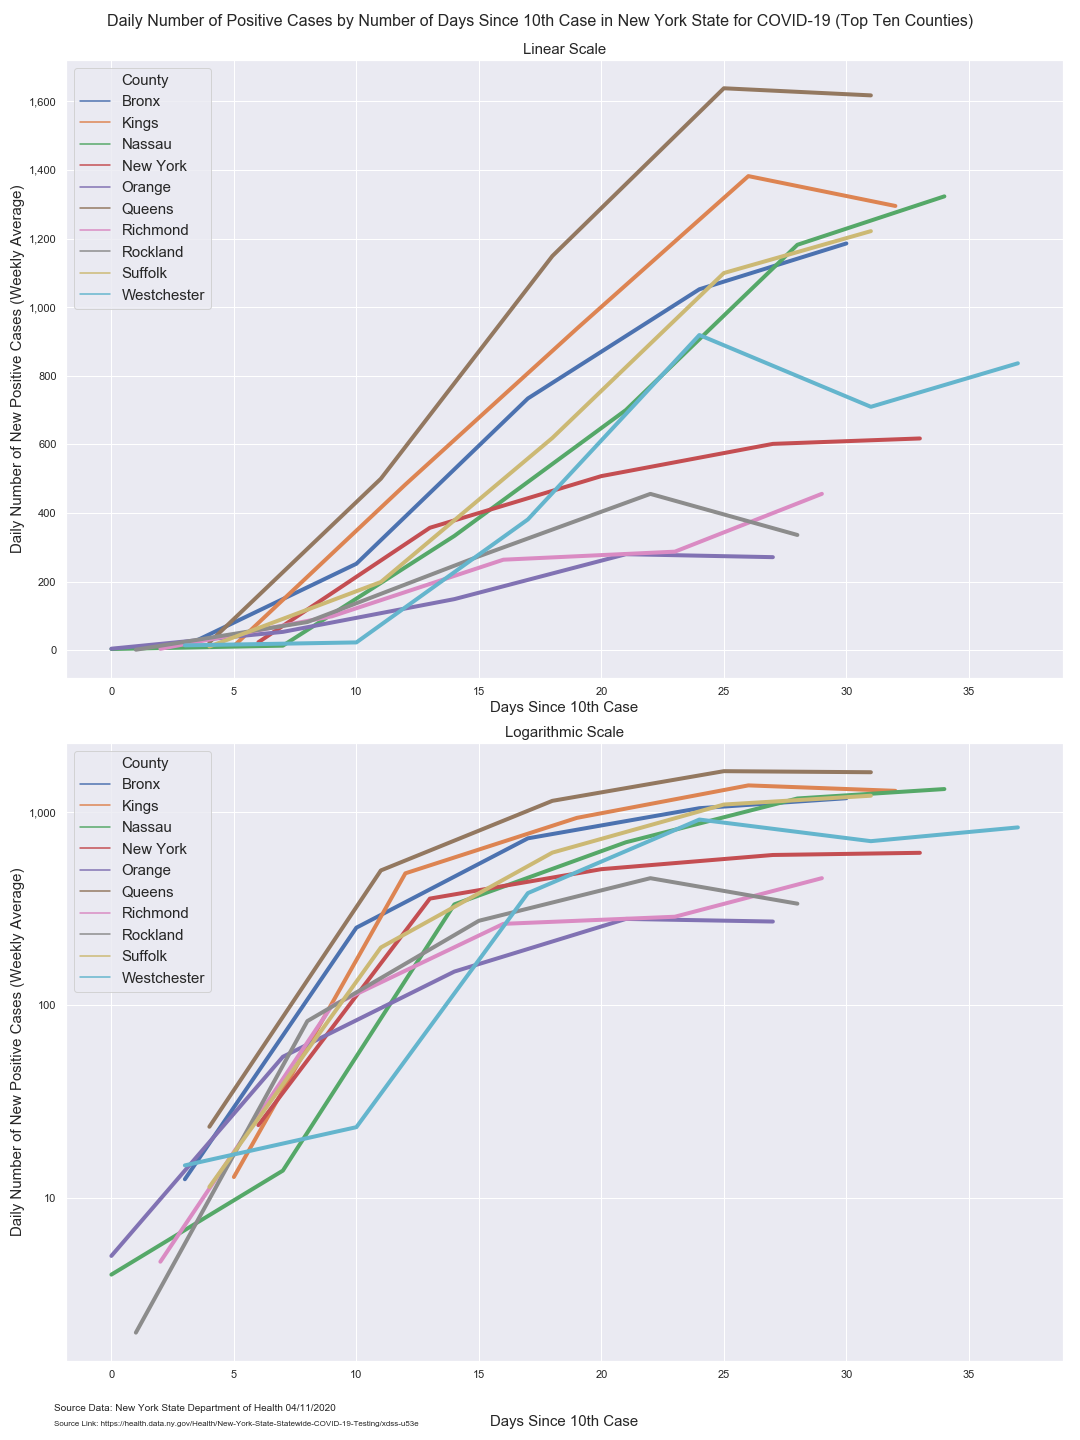 Daily Number of Positive Cases by Number of Days Since 10th Case in New York State for COVID-19 (Top Ten Counties)
Linear Scale
Daily Number of New Positive Cases (Weekly Average)
1,600
1,400
1,200
1,000
800
600
400
200
0
County
Bronx
Kings
Nassau
New York
Orange
Queens
Richmond
Rockland
Suffolk
Westchester
0 5 10 15 20 25 30 35
Days Since 10th Case
Logarithmic Scale
Daily Number of New Positive Cases (Weekly Average)
1,000
100
10
County
Bronx
Kings
Nassau
New York
Orange
Queens
Richmond
Rockland
Suffolk
Westchester
0 5 10 15 20 25 30 35
Source Data: New York State Department of Health 04/11/2020
Source Link: https://health.data.ny.gov/Health/New-York-State-Statewide-COVID-19-Testing/xdss-u53e
Days Since 10th Case